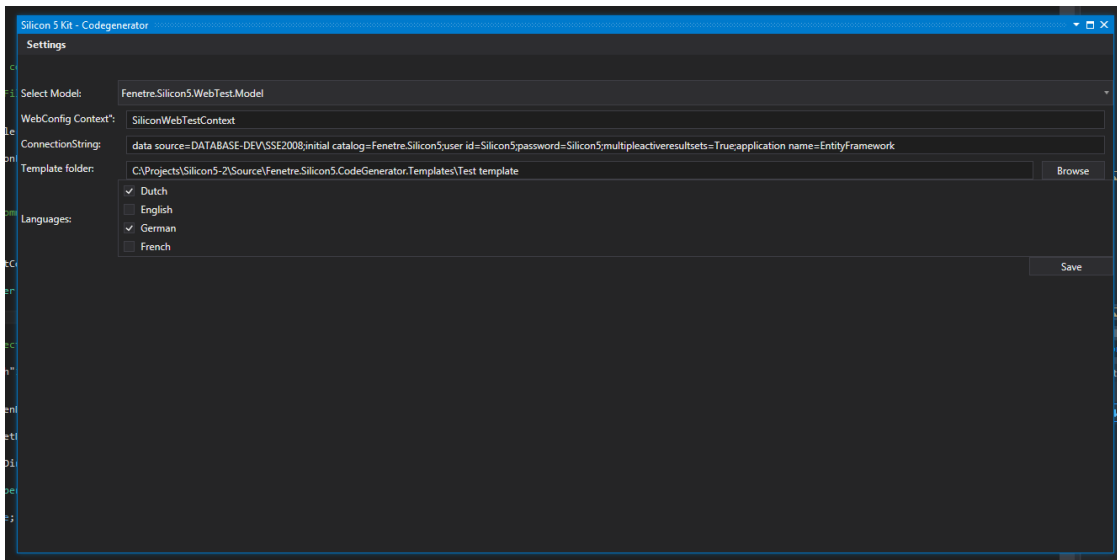 Silicon 5 Kit - Codegenerator
Settings
Select Model: Fenetre.Silicon5.WebTest.Model
WebConfig Context": SiliconWebTestContext
ConnectionString: data source=DATABASE-DEV\SSE2008;initial catalog=Fenetre.Silicon5;user id=Silicon5;password=Silicon5;multipleactiveresultsets=True;application name=EntityFramework
Template folder: C:\Projects\Silicon5-2\Source\Fenetre.Silicon5.CodeGenerator.Templates\Test template Browse
Dutch
English
Languages:
German
French
Save